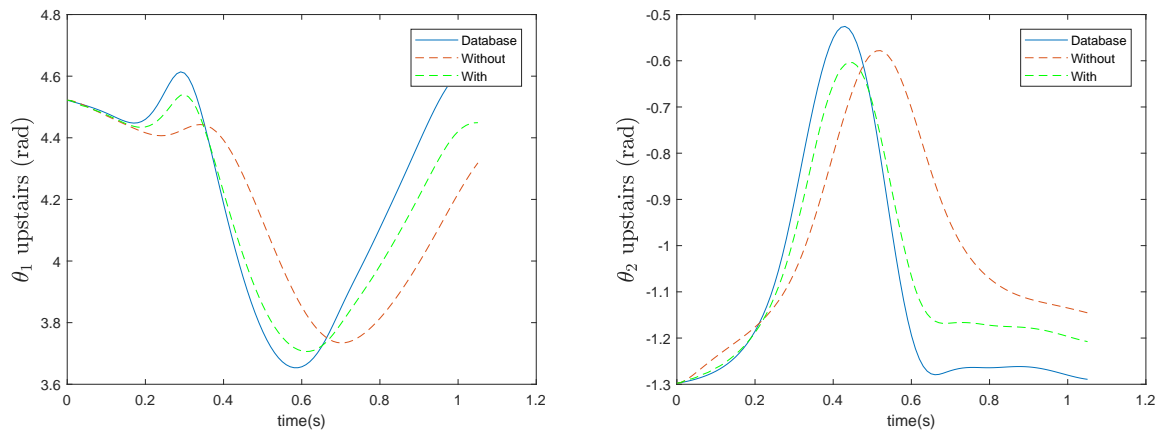 4.8
4.6
4.4
4.2
4
3.8
3.6
θ₁ upstairs (rad)
0 0.2 0.4 0.6 0.8 1 1.2
time(s)
Database
Without
With
-0.5
-0.6
-0.7
-0.8
-0.9
-1
-1.1
-1.2
-1.3
θ₂ upstairs (rad)
0 0.2 0.4 0.6 0.8 1 1.2
time(s)
Database
Without
With